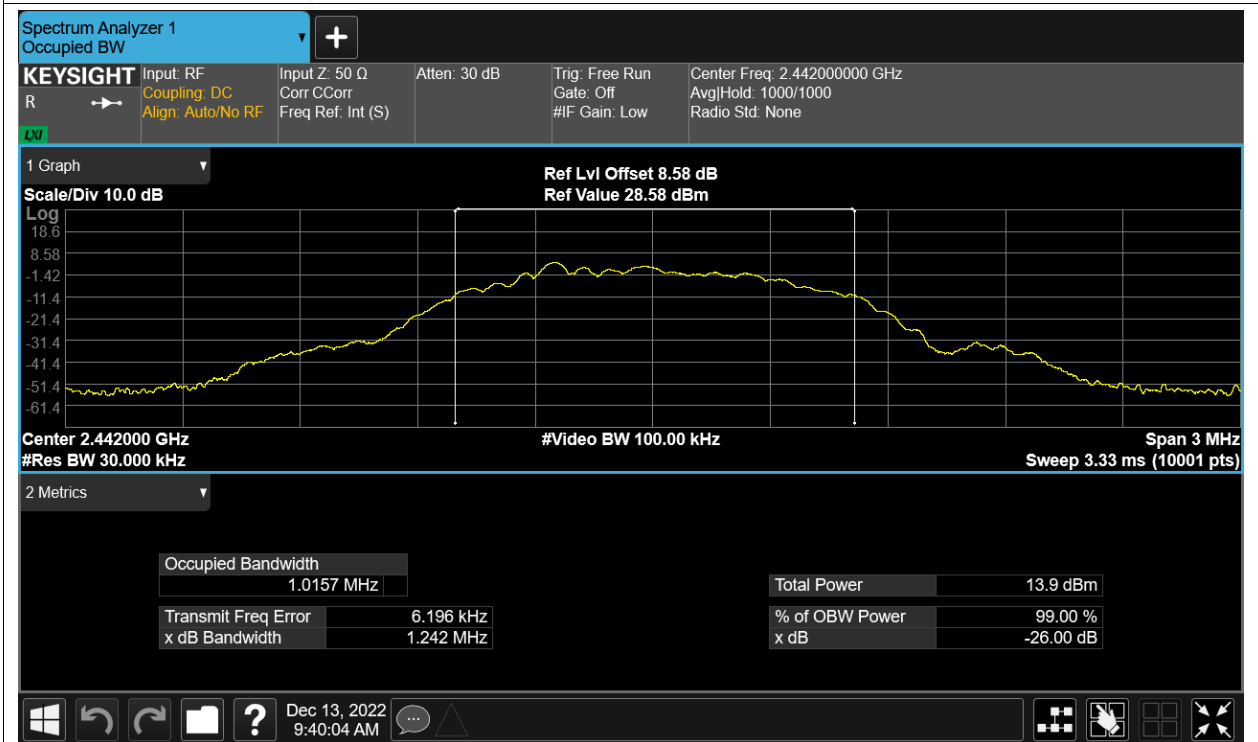 Spectrum Analyzer 1
Occupied BW
KEYSIGHT
R
LXI
Input: RF
Coupling: DC
Align: Auto/No RF
Input Z: 50 Ω
Corr CCorr
Freq Ref: Int (S)
Atten: 30 dB
Trig: Free Run
Gate: Off
#IF Gain: Low
Center Freq: 2.442000000 GHz
Avg|Hold: 1000/1000
Radio Std: None
1 Graph
Scale/Div 10.0 dB
Ref Lvl Offset 8.58 dB
Ref Value 28.58 dBm
Log
18.6
8.58
-1.42
-11.4
-21.4
-31.4
-41.4
-51.4
-61.4
Center 2.442000 GHz
#Res BW 30.000 kHz
#Video BW 100.00 kHz
Span 3 MHz
Sweep 3.33 ms (10001 pts)
2 Metrics
Occupied Bandwidth
1.0157 MHz
Transmit Freq Error 6.196 kHz
x dB Bandwidth 1.242 MHz
Total Power 13.9 dBm
% of OBW Power 99.00 %
x dB -26.00 dB
?
Dec 13, 2022
9:40:04 AM